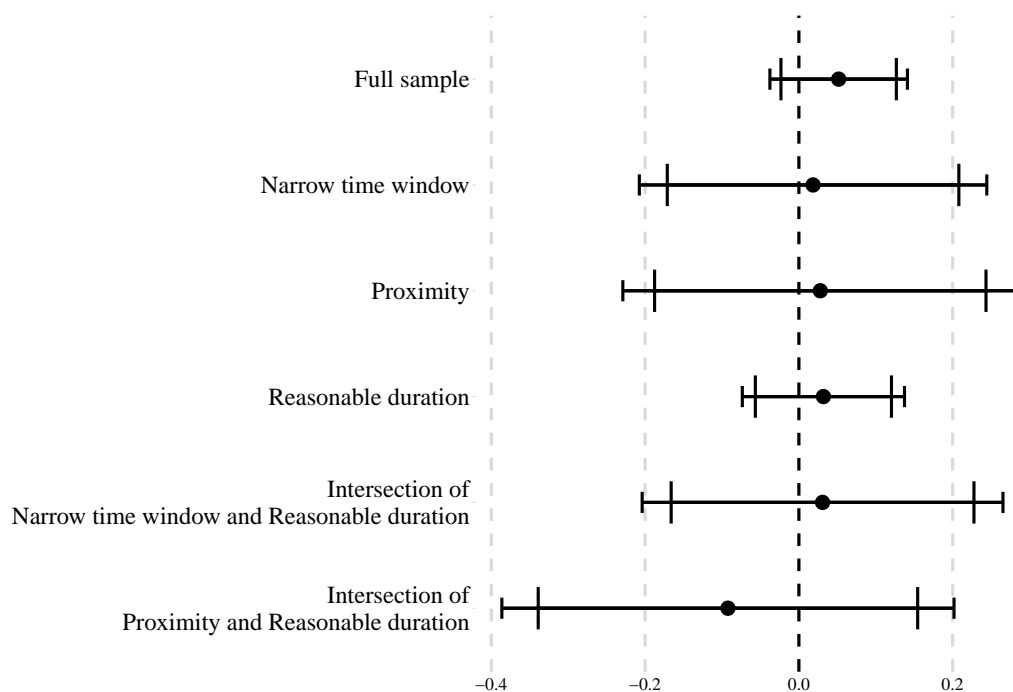 Full sample
Narrow time window
Proximity
Reasonable duration
Intersection of
Narrow time window and Reasonable duration
Intersection of
Proximity and Reasonable duration
−0.4
−0.2
0.0
0.2